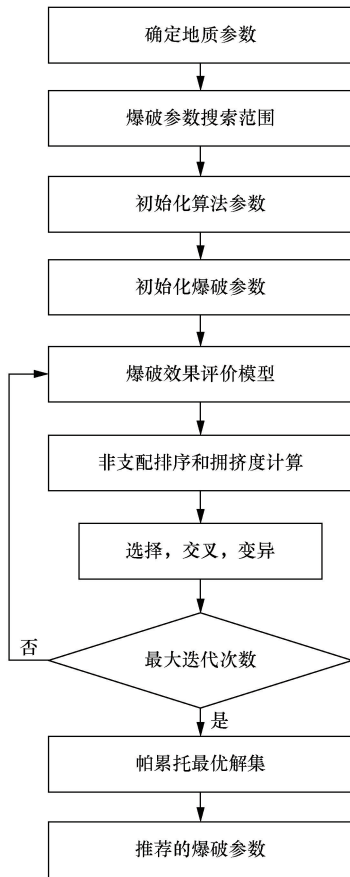 确定地质参数
爆破参数搜索范围
初始化算法参数
初始化爆破参数
爆破效果评价模型
非支配排序和拥挤度计算
选择，交叉，变异
否
最大迭代次数
是
帕累托最优解集
推荐的爆破参数